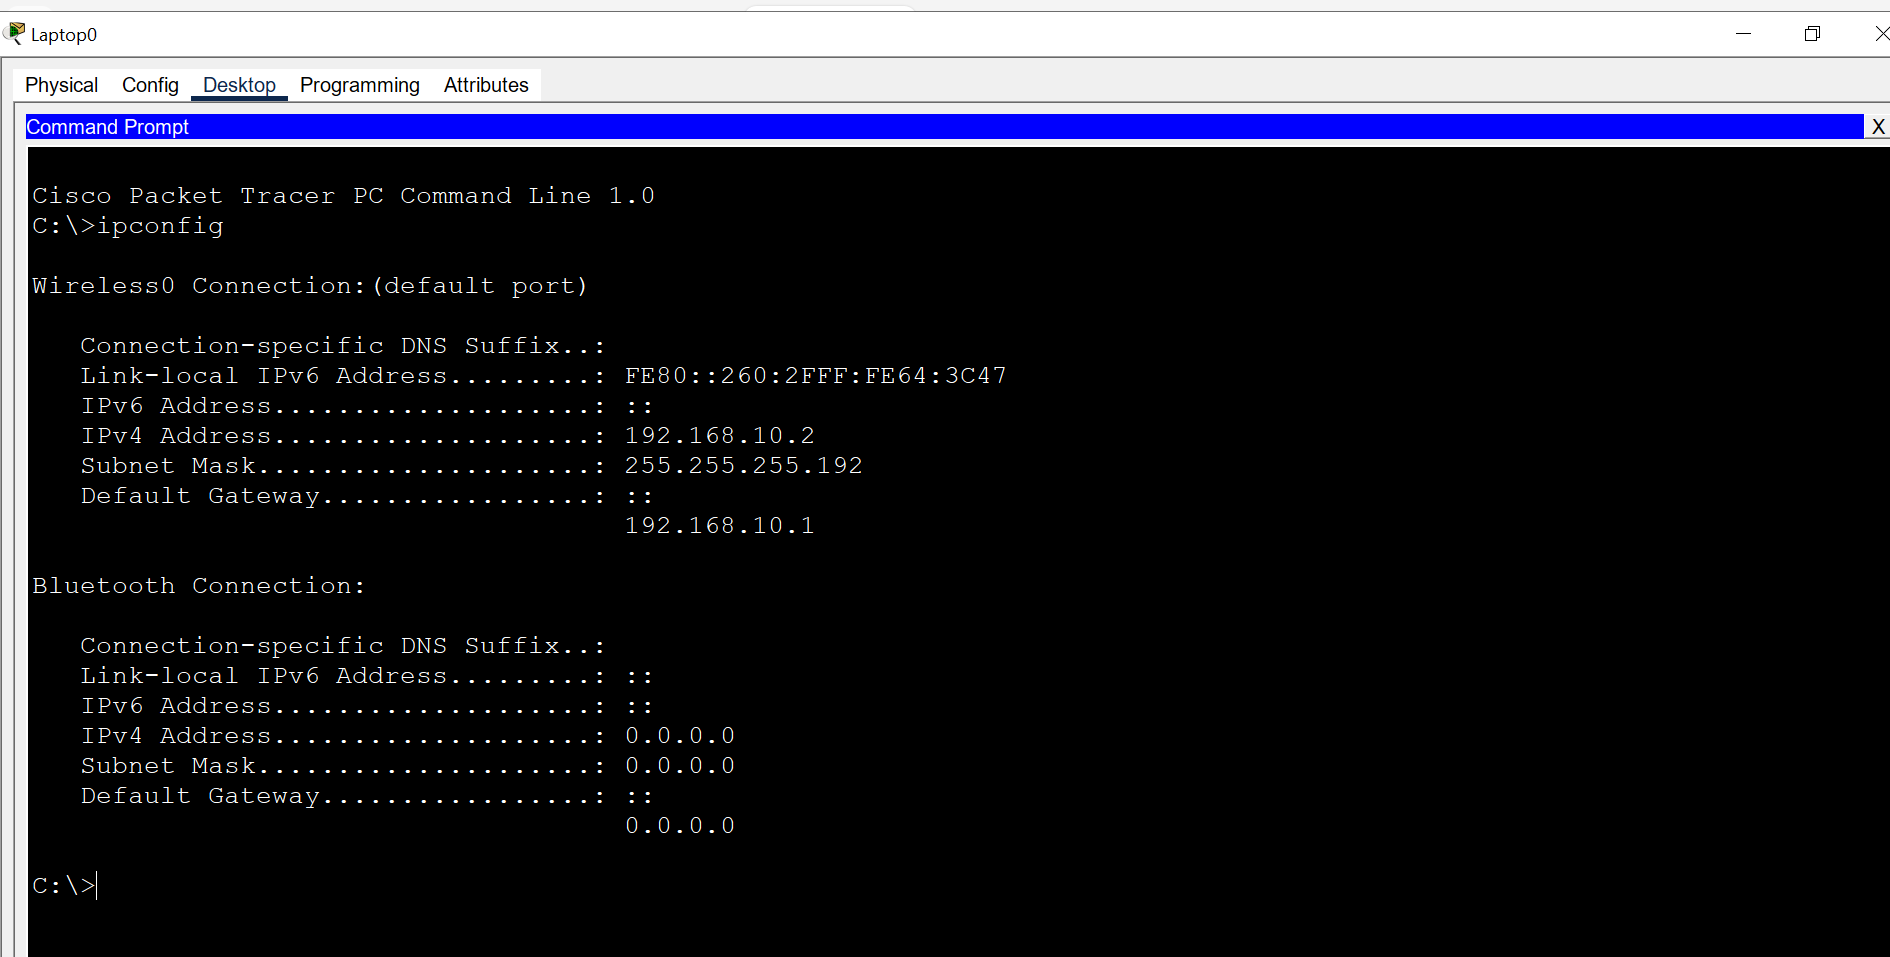 Laptop0
Physical Config Desktop Programming Attributes
Command Prompt X
Cisco Packet Tracer PC Command Line 1.0
C:\>ipconfig
Wireless0 Connection:(default port)
Connection-specific DNS Suffix..:
Link-local IPv6 Address.........: FE80::260:2FFF:FE64:3C47
IPv6 Address....................: ::
IPv4 Address....................: 192.168.10.2
Subnet Mask.....................: 255.255.255.192
Default Gateway.................: ::
192.168.10.1
Bluetooth Connection:
Connection-specific DNS Suffix..:
Link-local IPv6 Address.........: ::
IPv6 Address....................: ::
IPv4 Address....................: 0.0.0.0
Subnet Mask.....................: 0.0.0.0
Default Gateway.................: ::
0.0.0.0
C:\>